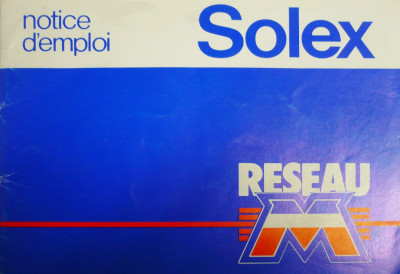 notice
d'emploi
Solex
RESEAU
M